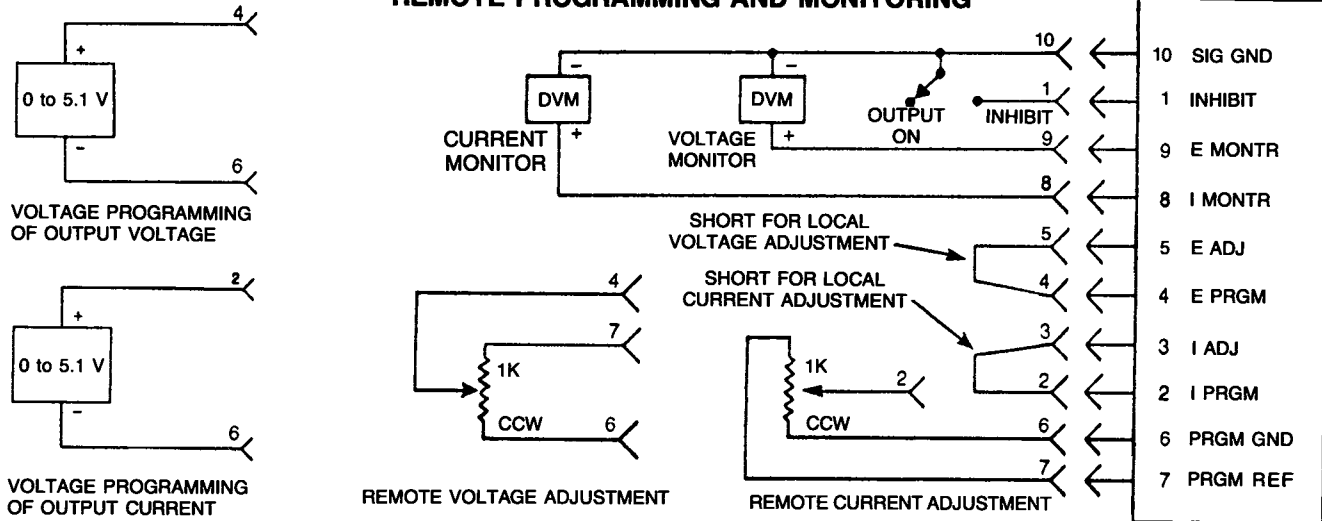 REMOTE PROGRAMMING AND MONITORING
4
+
0 to 5.1 V
−
6
VOLTAGE PROGRAMMING
OF OUTPUT VOLTAGE
2
+
0 to 5.1 V
−
6
VOLTAGE PROGRAMMING
OF OUTPUT CURRENT
10
−
DVM
+
CURRENT
MONITOR
−
DVM
+
VOLTAGE
MONITOR
OUTPUT
ON
1
INHIBIT
9
8
SHORT FOR LOCAL
VOLTAGE ADJUSTMENT
5
4
SHORT FOR LOCAL
CURRENT ADJUSTMENT
3
2
4
7
1K
CCW
6
REMOTE VOLTAGE ADJUSTMENT
1K
2
CCW
6
7
REMOTE CURRENT ADJUSTMENT
10 SIG GND
1 INHIBIT
9 E MONTR
8 I MONTR
5 E ADJ
4 E PRGM
3 I ADJ
2 I PRGM
6 PRGM GND
7 PRGM REF